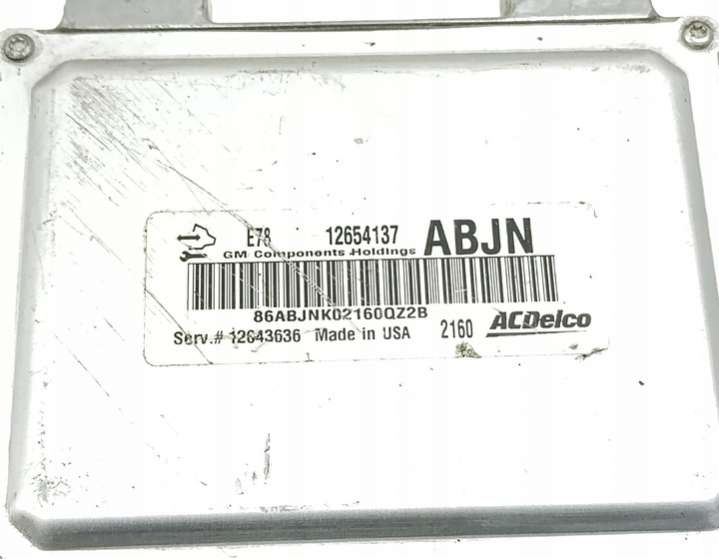 E78 12654137 ABJN
GM Components Holdings
86ABJNK02160QZ2B
Serv.# 12643636 Made in USA 2160 ACDelco